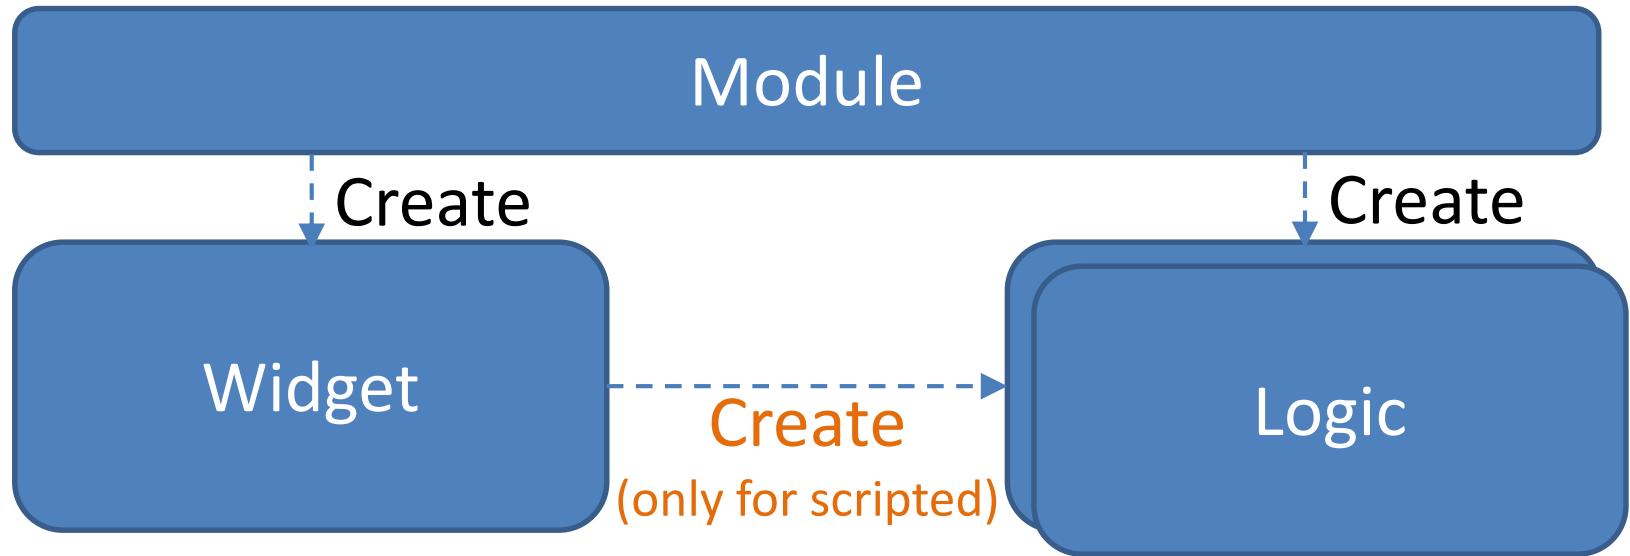 Module
Create
Create
Widget
Create
(only for scripted)
Logic